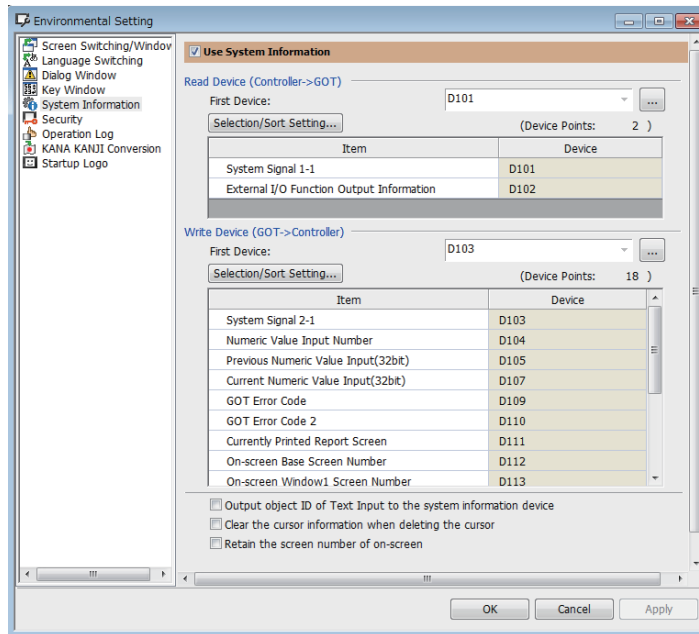 Environmental Setting
Screen Switching/Window
Language Switching
Dialog Window
Key Window
System Information
Security
Operation Log
KANA KANJI Conversion
Startup Logo
Use System Information
Read Device (Controller->GOT)
First Device: D101 ...
Selection/Sort Setting... (Device Points: 2 )
Item Device
System Signal 1-1 D101
External I/O Function Output Information D102
Write Device (GOT->Controller)
First Device: D103 ...
Selection/Sort Setting... (Device Points: 18 )
Item Device
System Signal 2-1 D103
Numeric Value Input Number D104
Previous Numeric Value Input(32bit) D105
Current Numeric Value Input(32bit) D107
GOT Error Code D109
GOT Error Code 2 D110
Currently Printed Report Screen D111
On-screen Base Screen Number D112
On-screen Window1 Screen Number D113
Output object ID of Text Input to the system information device
Clear the cursor information when deleting the cursor
Retain the screen number of on-screen
OK Cancel Apply